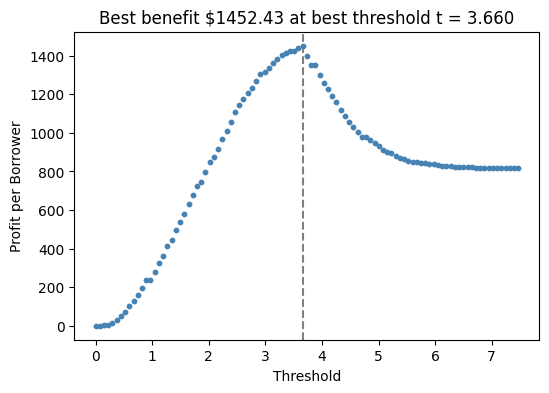 Best benefit $1452.43 at best threshold t = 3.660
Profit per Borrower
1400
1200
1000
800
600
400
200
0
0 1 2 3 4 5 6 7
Threshold